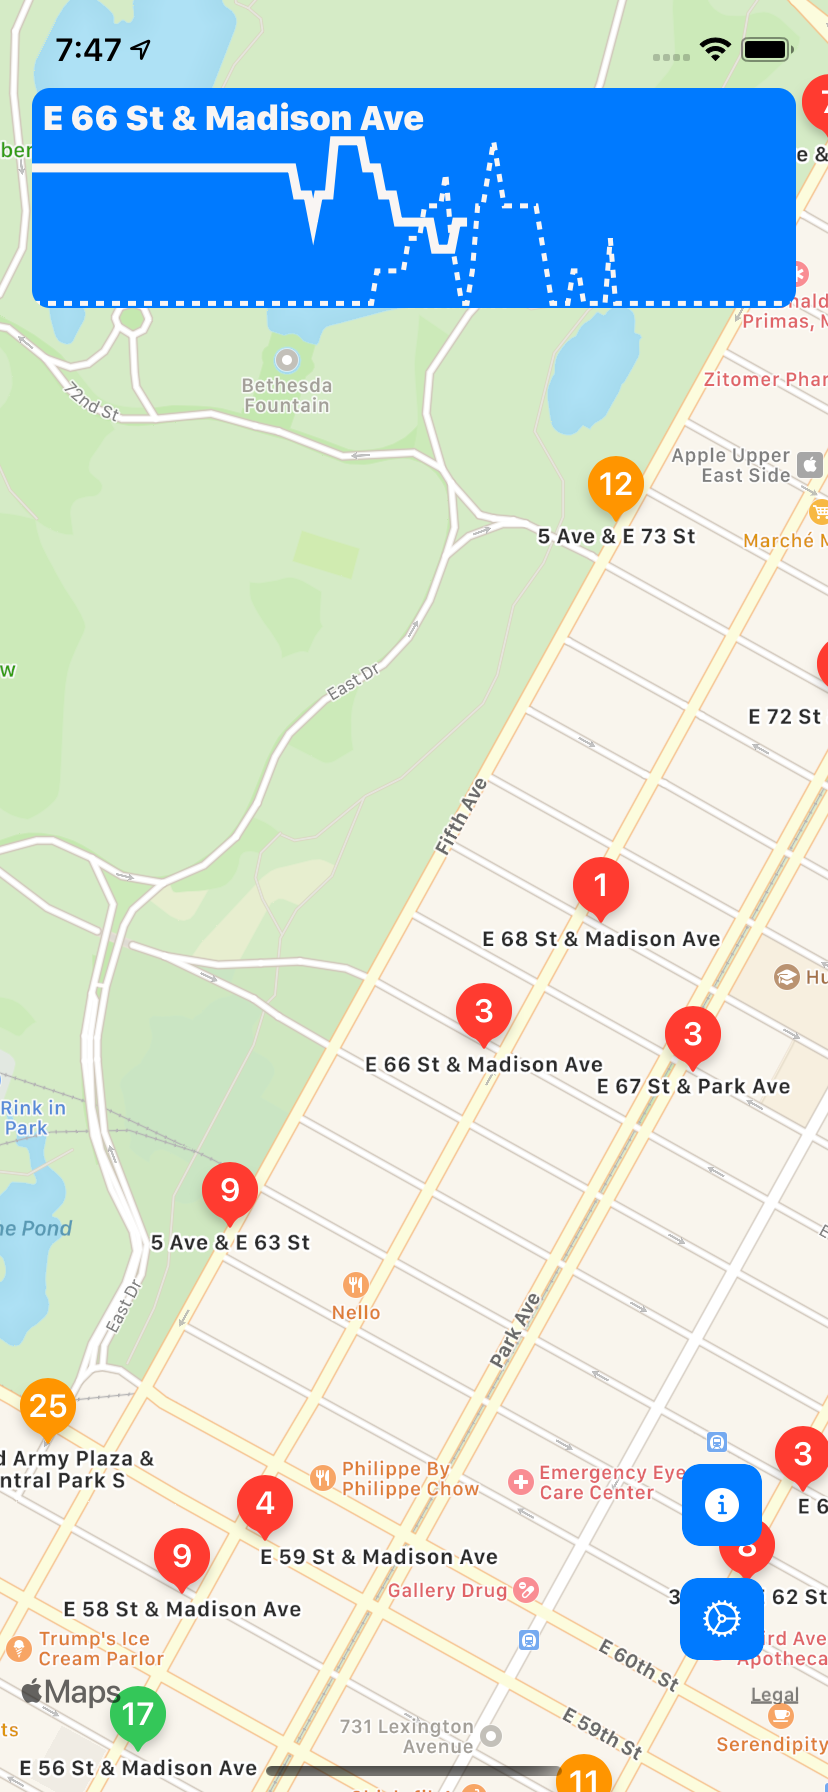 7:47
E 66 St & Madison Ave
Primas,
72nd St
Bethesda
Fountain
Zitomer
Apple Upper
East Side
12
5 Ave & E 73 St
Marché
East Dr
E 72 St
Fifth Ave
1
E 68 St & Madison Ave
3
E 66 St & Madison Ave
3
E 67 St & Park Ave
Rink in
Park
9
5 Ave & E 63 St
Pond
East Dr
Nello
Park Ave
25
Army Plaza &
Park S
Philippe By
Philippe Chow
Emergency Eye
Care Center
3
4
E 59 St & Madison Ave
8
9
E 58 St & Madison Ave
Gallery Drug
62 St
Trump's Ice
Cream Parlor
E 60th St
Maps
Legal
17
731 Lexington
Avenue
E 59th St
Serendipity
E 56 St & Madison Ave
11